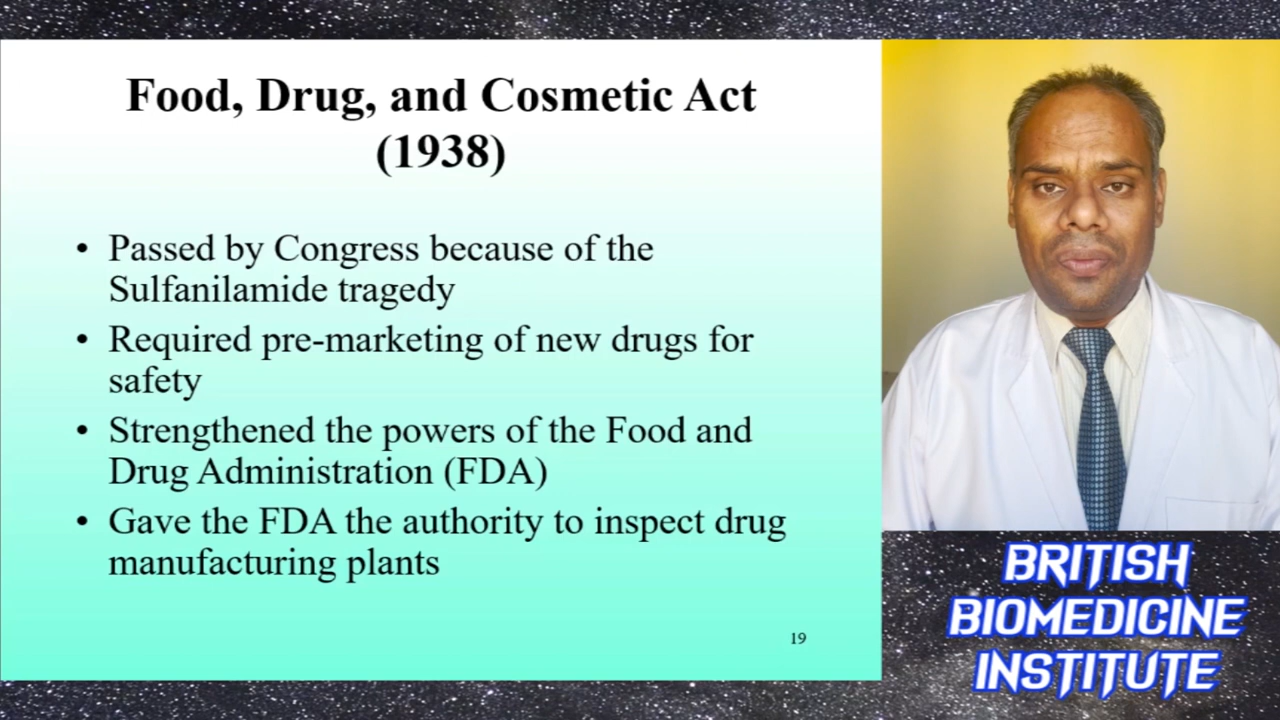 Food, Drug, and Cosmetic Act
(1938)
• Passed by Congress because of the
Sulfanilamide tragedy
• Required pre-marketing of new drugs for
safety
• Strengthened the powers of the Food and
Drug Administration (FDA)
• Gave the FDA the authority to inspect drug
manufacturing plants
19
BRITISH
BIOMEDICINE
INSTITUTE